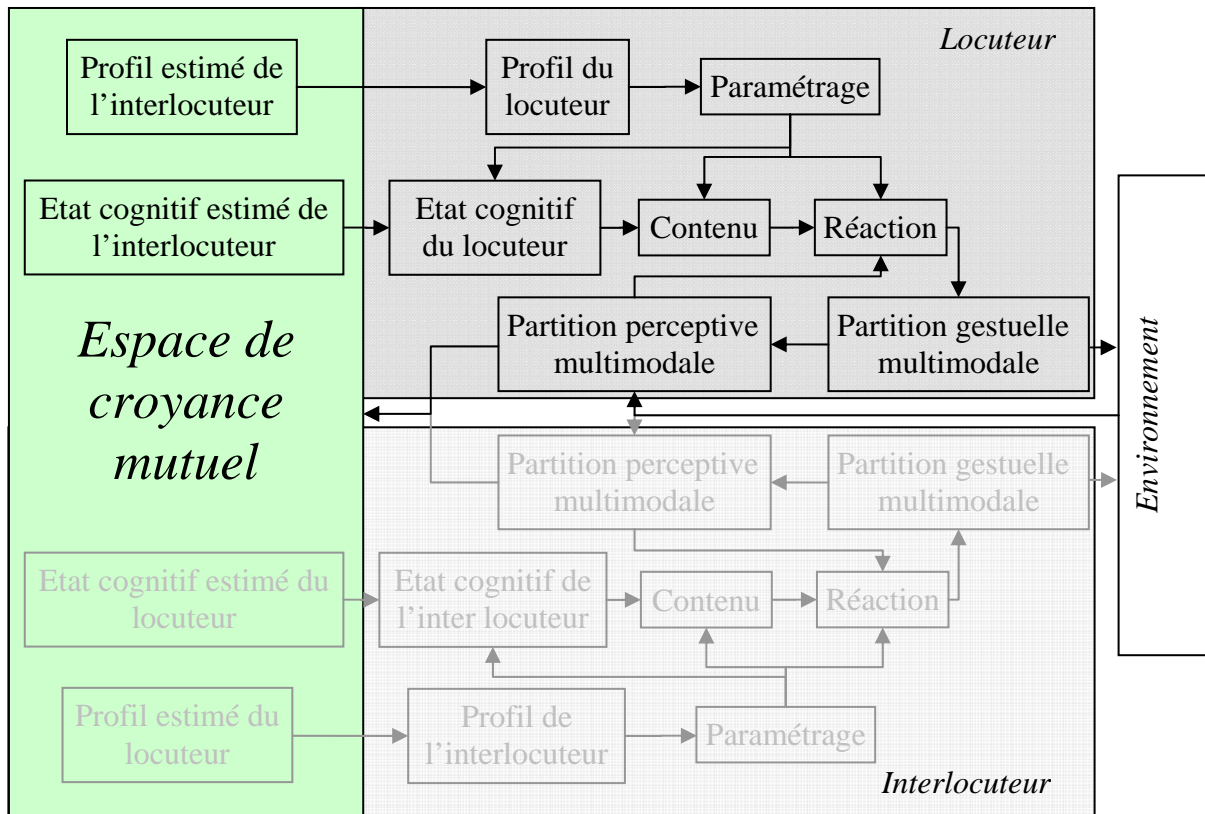 Locuteur
Profil estimé de
l’interlocuteur
Profil du
locuteur
Paramétrage
Etat cognitif estimé de
l’interlocuteur
Etat cognitif
du locuteur
Contenu
Réaction
Partition perceptive
multimodale
Partition gestuelle
multimodale
Espace de
croyance
mutuel
Environnement
Partition perceptive
multimodale
Partition gestuelle
multimodale
Etat cognitif estimé du
locuteur
Etat cognitif de
l’inter locuteur
Contenu
Réaction
Profil estimé du
locuteur
Profil de
l’interlocuteur
Paramétrage
Interlocuteur